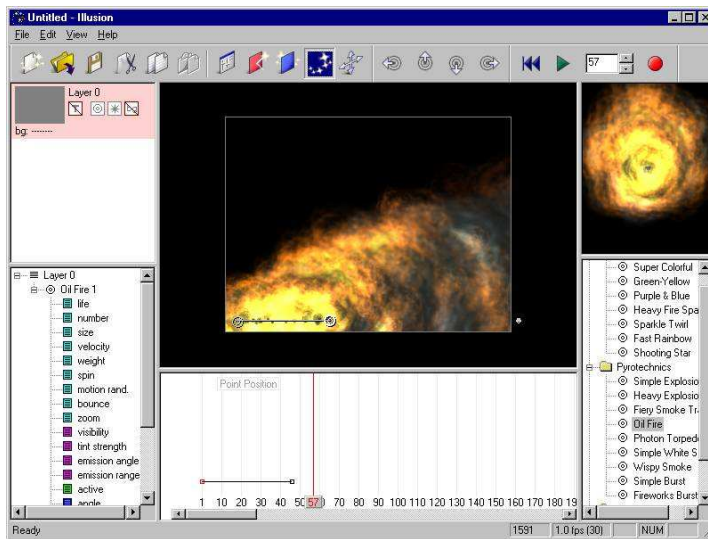 Untitled - Illusion
File Edit View Help
57
Layer 0
bg: --------
Layer 0
Oil Fire 1
life
number
size
velocity
weight
spin
motion rand.
bounce
zoom
visibility
tint strength
emission angle
emission range
active
angle
Point Position
1 10 20 30 40 50 57 70 80 90 100 110 120 130 140 150 160 170 180 19
Super Colorful
Green-Yellow
Purple & Blue
Heavy Fire Spa
Sparkle Twirl
Fast Rainbow
Shooting Star
Pyrotechnics
Simple Explosio
Heavy Explosio
Fiery Smoke Tr
Oil Fire
Photon Torped
Simple White S
Wispy Smoke
Simple Burst
Fireworks Burst
Ready
1591 1.0 fps (30) NUM